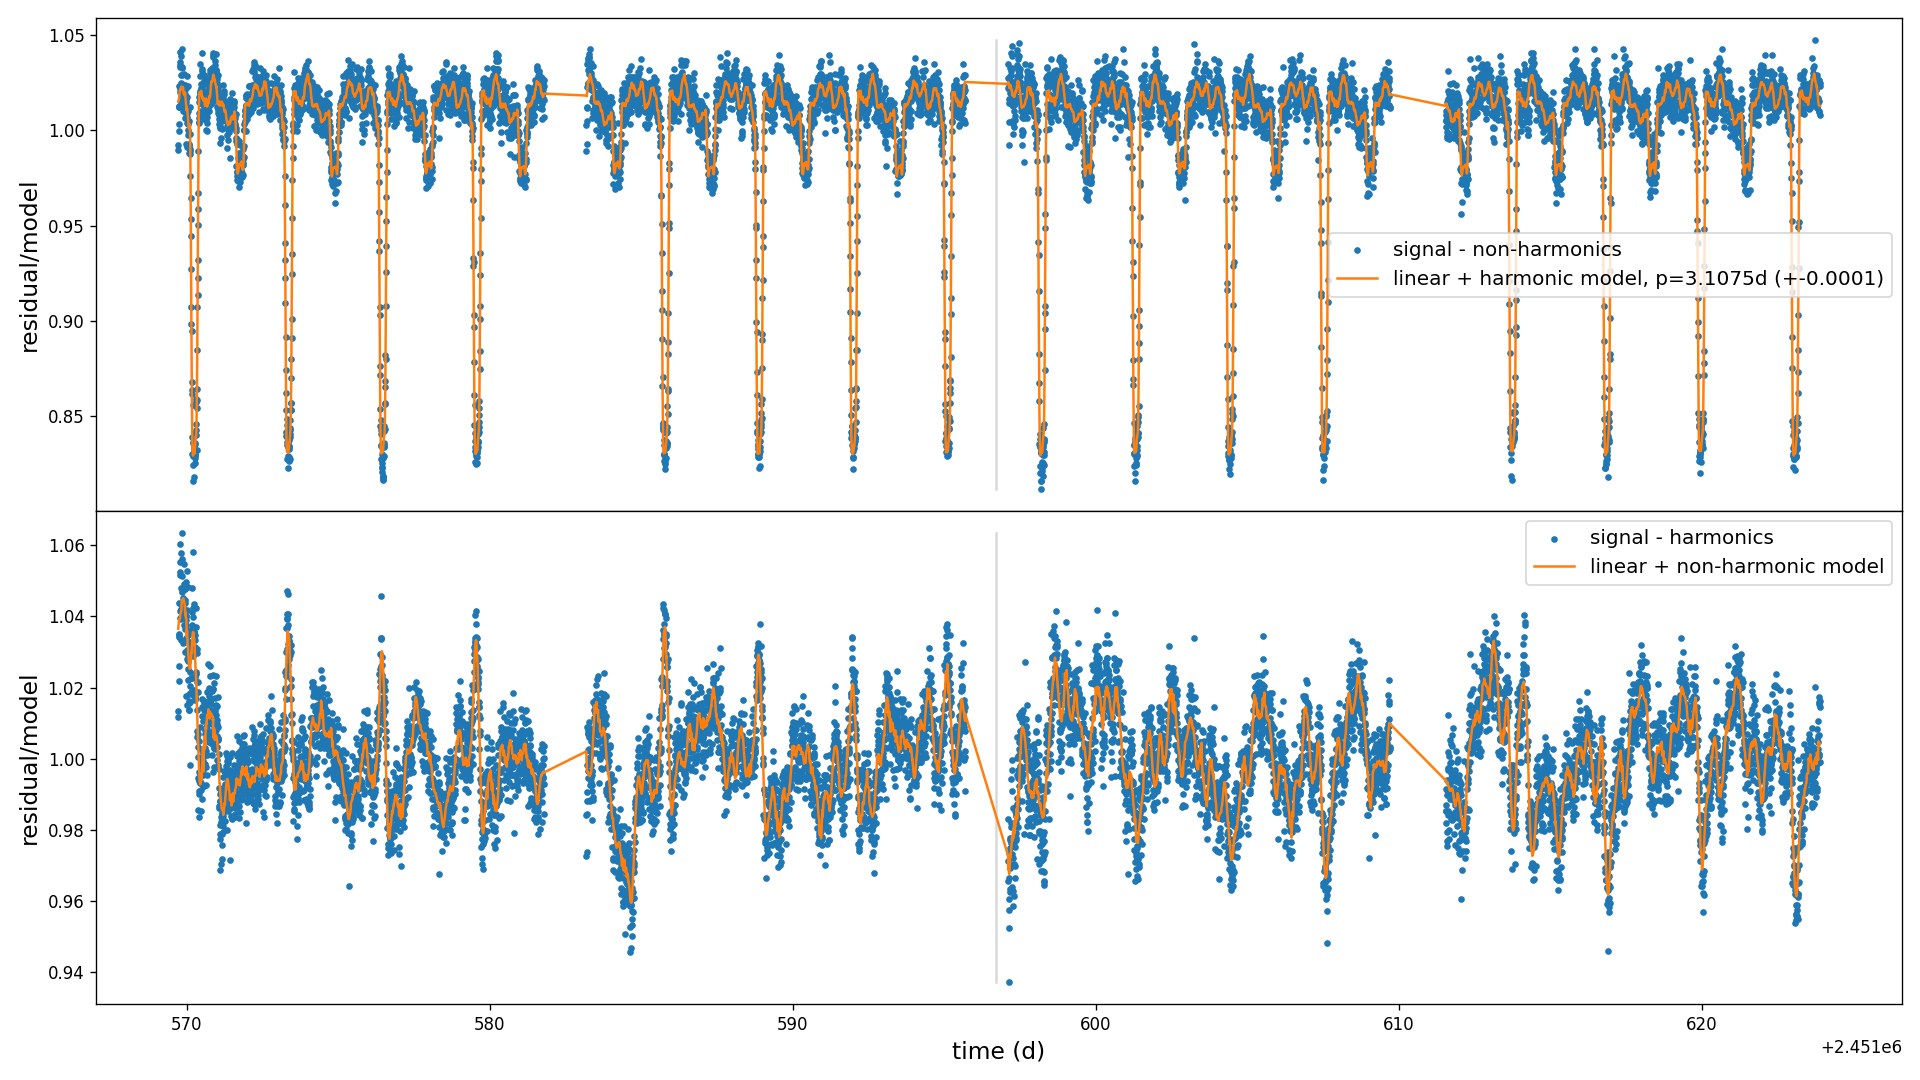 1.05
1.00
0.95
0.90
0.85
residual/model
signal - non-harmonics
linear + harmonic model, p=3.1075d (+-0.0001)
1.06
1.04
1.02
1.00
0.98
0.96
0.94
residual/model
signal - harmonics
linear + non-harmonic model
570
580
590
600
610
620
time (d)
+2.451e6